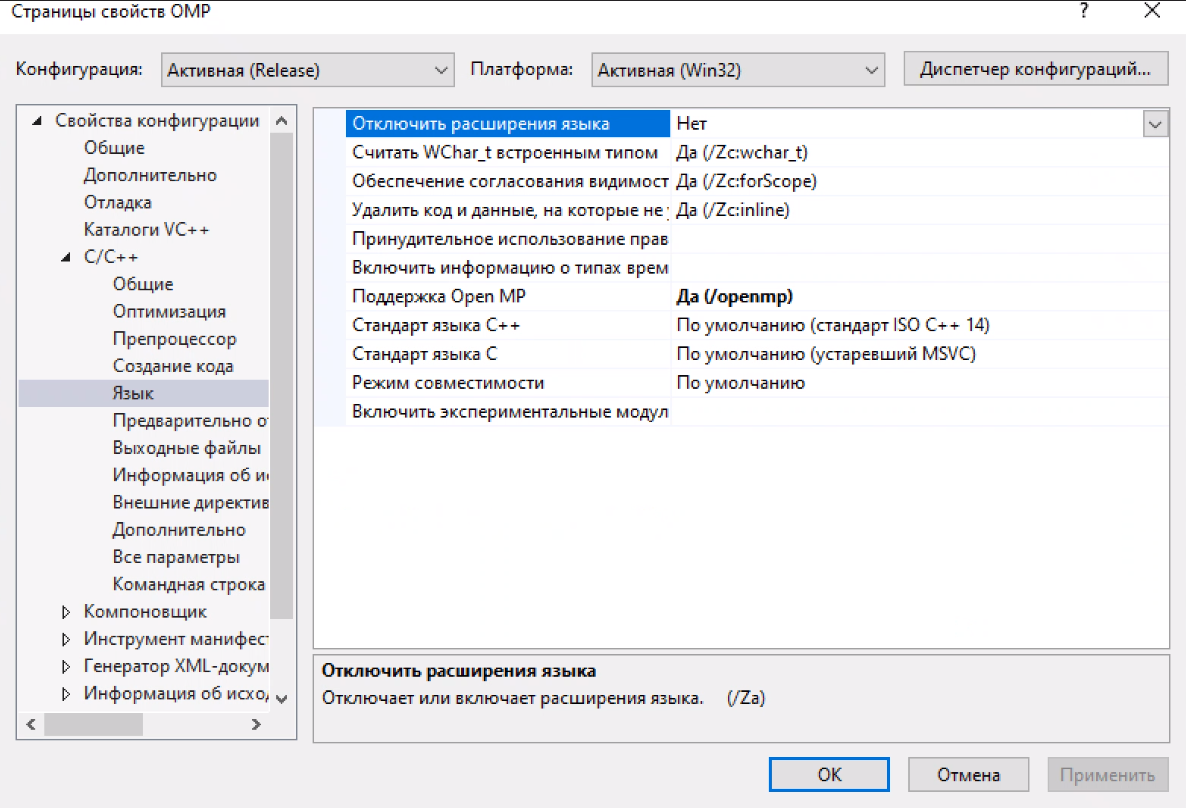 Страницы свойств OMP
?
Конфигурация: Активная (Release) Платформа: Активная (Win32) Диспетчер конфигураций...
Свойства конфигурации
Общие
Дополнительно
Отладка
Каталоги VC++
C/C++
Общие
Оптимизация
Препроцессор
Создание кода
Язык
Предварительно от
Выходные файлы
Информация об ис
Внешние директив
Дополнительно
Все параметры
Командная строка
Компоновщик
Инструмент манифест
Генератор XML-докум
Информация об исход
Отключить расширения языка Нет
Считать WChar_t встроенным типом Да (/Zc:wchar_t)
Обеспечение согласования видимост Да (/Zc:forScope)
Удалить код и данные, на которые не Да (/Zc:inline)
Принудительное использование прав
Включить информацию о типах врем
Поддержка Open MP Да (/openmp)
Стандарт языка C++ По умолчанию (стандарт ISO C++ 14)
Стандарт языка C По умолчанию (устаревший MSVC)
Режим совместимости По умолчанию
Включить экспериментальные модул
Отключить расширения языка
Отключает или включает расширения языка. (/Za)
ОК Отмена Применить